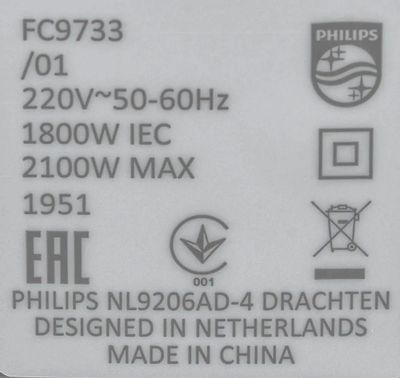 FC9733
/01
220V~50-60Hz
1800W IEC
2100W MAX
1951
PHILIPS
EAC
001
PHILIPS NL9206AD-4 DRACHTEN
DESIGNED IN NETHERLANDS
MADE IN CHINA